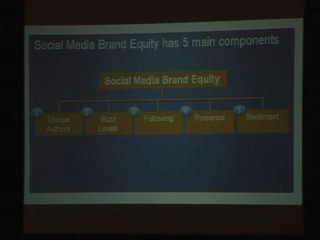 Social Media Brand Equity has 5 main components
Social Media Brand Equity
Unique
Authors
Buzz
Levels
Following
Presence
Sentiment